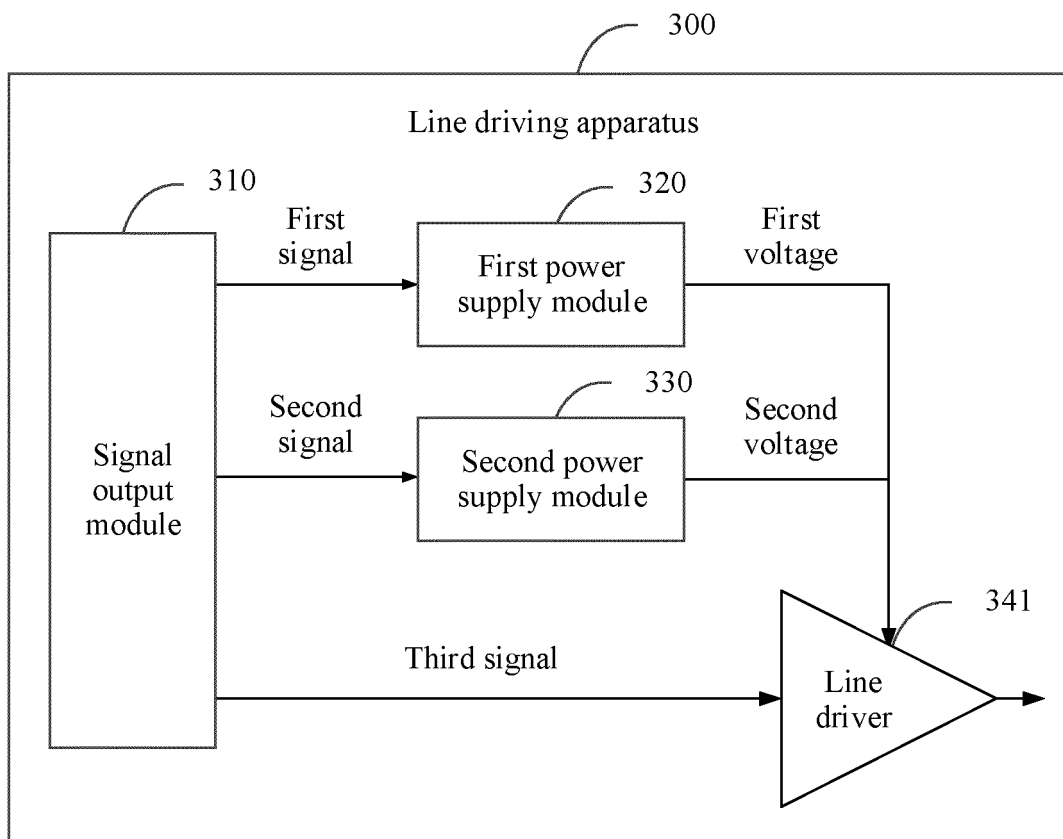 300
Line driving apparatus
310
320
First
signal
First power
supply module
First
voltage
330
Second
signal
Second power
supply module
Second
voltage
Signal
output
module
341
Third signal
Line
driver